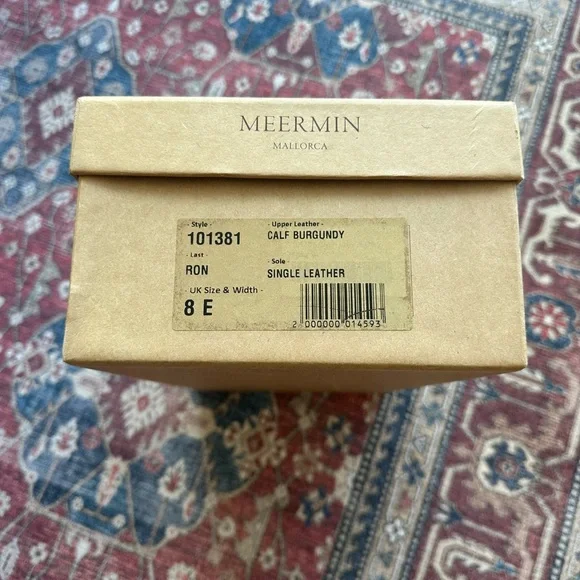 MEERMIN
MALLORCA
- Style -
101381
- Upper Leather -
CALF BURGUNDY
- Last -
RON
- Sole -
SINGLE LEATHER
- UK Size & Width -
8 E
2 000000 014593